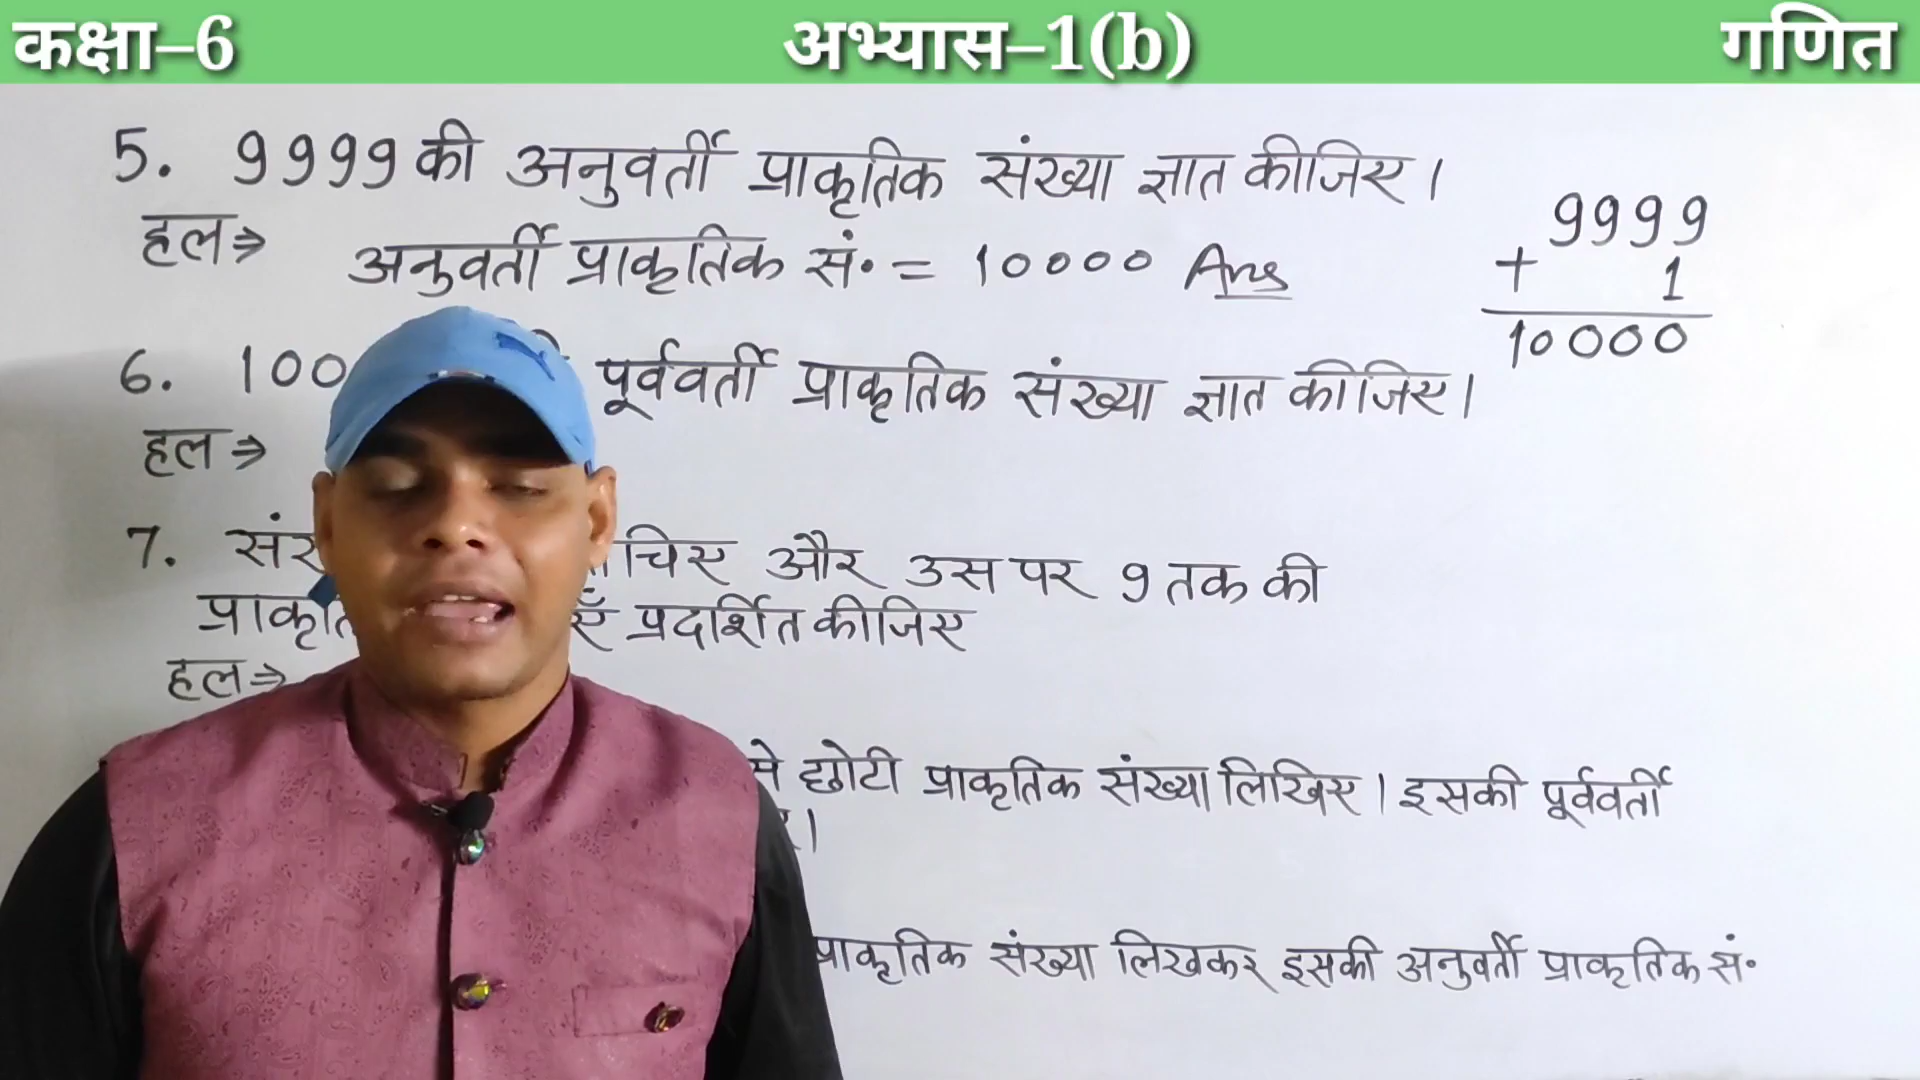 कक्षा–6 अभ्यास–1(b) गणित
5. 9999 की अनुवर्ती प्राकृतिक संख्या ज्ञात कीजिए।
हल⇒ अनुवर्ती प्राकृतिक सं॰ = 10000 Ans
9999
+ 1
10000
6. 100 पूर्ववर्ती प्राकृतिक संख्या ज्ञात कीजिए।
हल⇒
7. और उस पर 9 तक की
प्रदर्शित कीजिए
हल⇒
छोटी प्राकृतिक संख्या लिखिए। इसकी पूर्ववर्ती
प्राकृतिक संख्या लिखकर इसकी अनुवर्ती प्राकृतिक सं॰